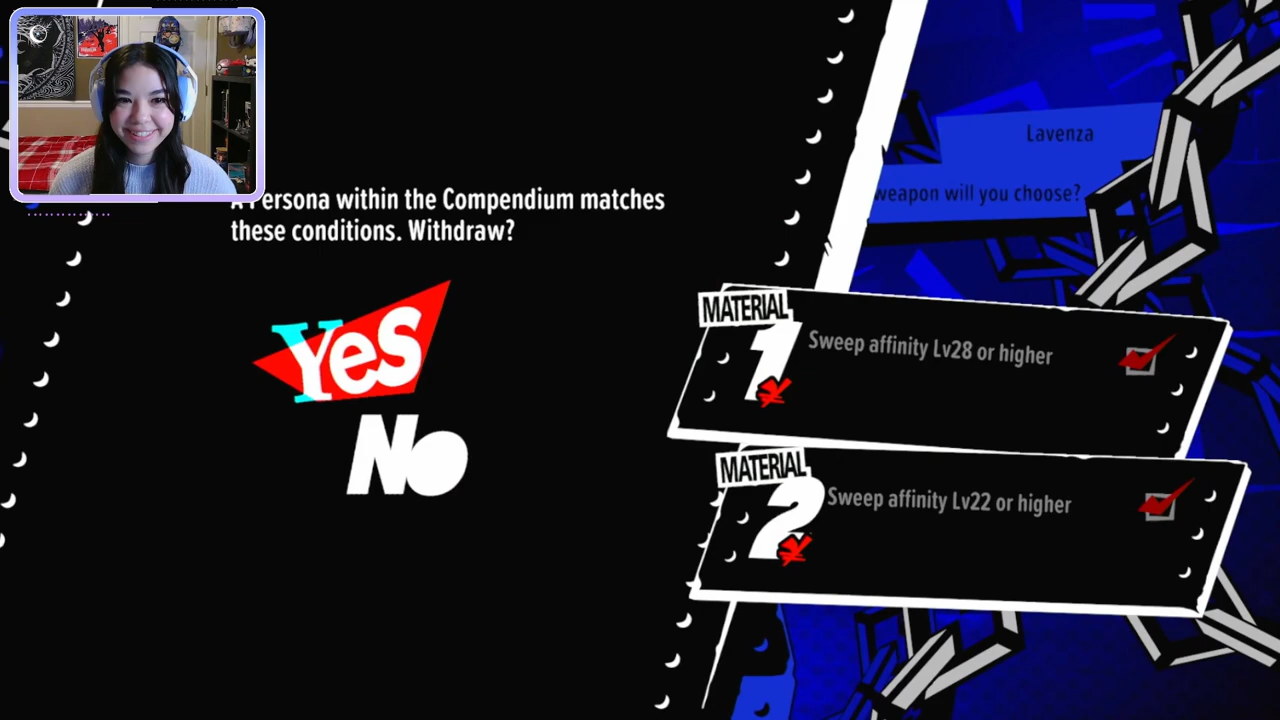 Persona within the Compendium matches
these conditions. Withdraw?
Yes
No
Lavenza
weapon will you choose?
MATERIAL
1
Sweep affinity Lv28 or higher
MATERIAL
2
Sweep affinity Lv22 or higher